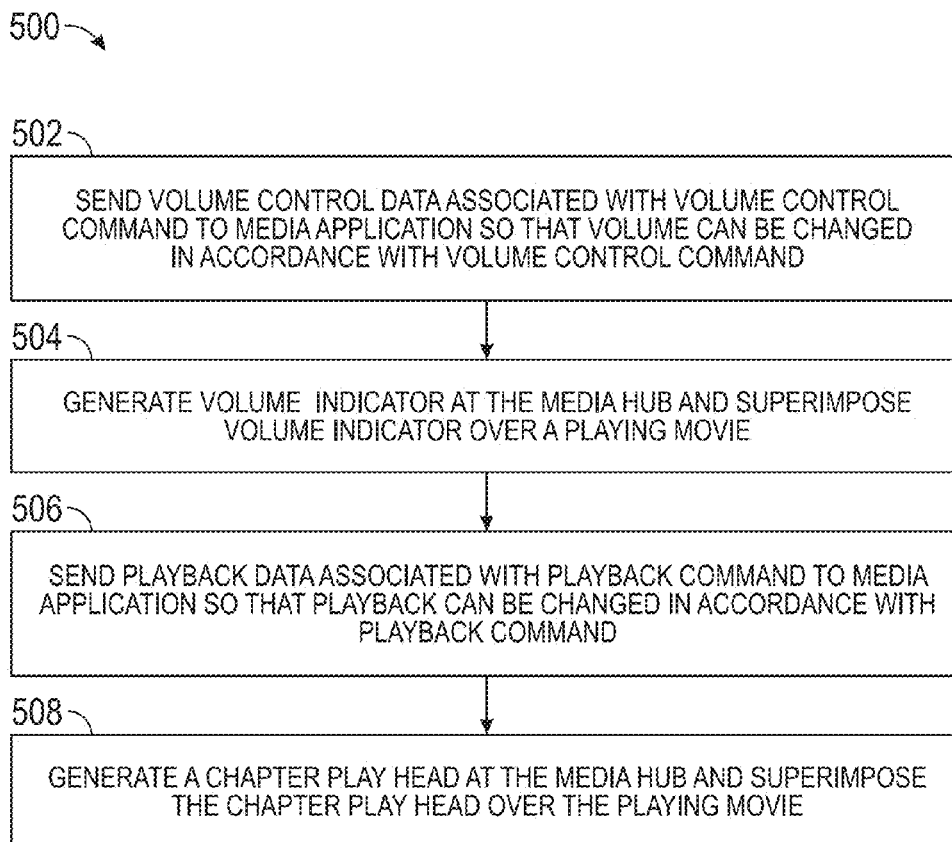 500
502
SEND VOLUME CONTROL DATA ASSOCIATED WITH VOLUME CONTROL
COMMAND TO MEDIA APPLICATION SO THAT VOLUME CAN BE CHANGED
IN ACCORDANCE WITH VOLUME CONTROL COMMAND
504
GENERATE VOLUME INDICATOR AT THE MEDIA HUB AND SUPERIMPOSE
VOLUME INDICATOR OVER A PLAYING MOVIE
506
SEND PLAYBACK DATA ASSOCIATED WITH PLAYBACK COMMAND TO MEDIA
APPLICATION SO THAT PLAYBACK CAN BE CHANGED IN ACCORDANCE WITH
PLAYBACK COMMAND
508
GENERATE A CHAPTER PLAY HEAD AT THE MEDIA HUB AND SUPERIMPOSE
THE CHAPTER PLAY HEAD OVER THE PLAYING MOVIE